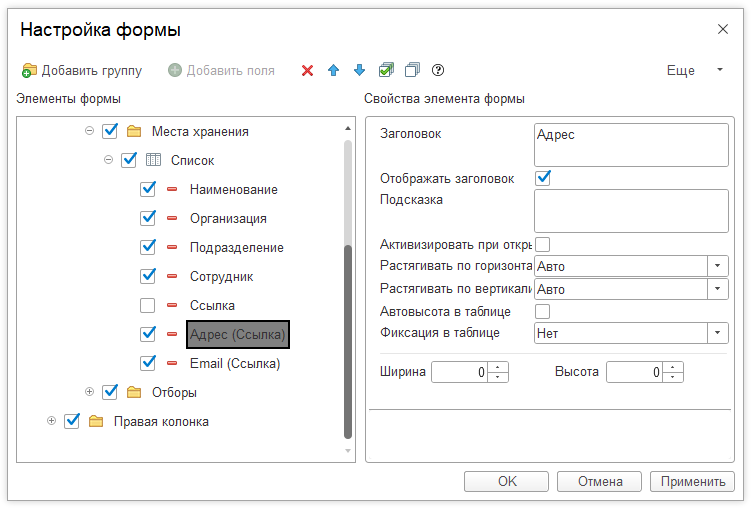 Настройка формы
Добавить группу
Добавить поля
Еще
Элементы формы
Свойства элемента формы
Места хранения
Список
Наименование
Организация
Подразделение
Сотрудник
Ссылка
Адрес (Ссылка)
Email (Ссылка)
Отборы
Правая колонка
Заголовок
Адрес
Отображать заголовок
Подсказка
Активизировать при откры
Растягивать по горизонта
Авто
Растягивать по вертикали
Авто
Автовысота в таблице
Фиксация в таблице
Нет
Ширина
0
Высота
0
OK
Отмена
Применить